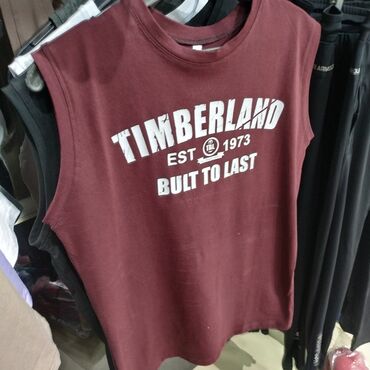 TIMBERLAND
EST 1973
BULT TO LAST